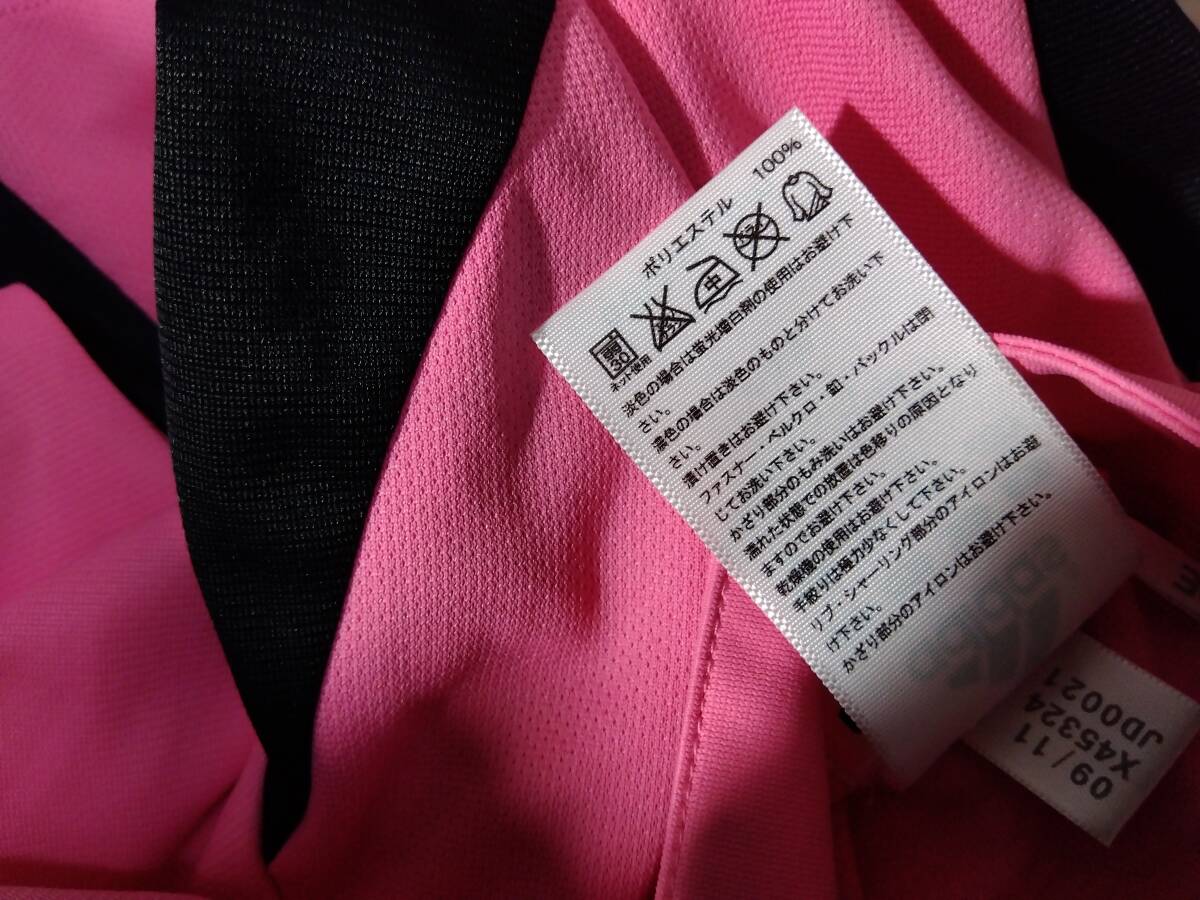 ポリエステル 100%
弱 30
中
ドライ
ネット使用
淡色の場合は蛍光増白剤の使用はお避け下
さい。
濃色の場合は淡色のものと分けてお洗い下
さい。
漬け置きはお避け下さい。
ファスナー・ベルクロ・釦・バックルは閉
じてお洗い下さい。
かざり部分のもみ洗いはお避け下さい。
濡れた状態での放置は色移りの原因となり
ますのでお避け下さい。
乾燥機の使用はお避け下さい。
手絞りは極力少なくして下さい。
リブ・シャーリング部分のアイロンはお避
け下さい。
かざり部分のアイロンはお避け下さい。
09/11
X45324
JD0021